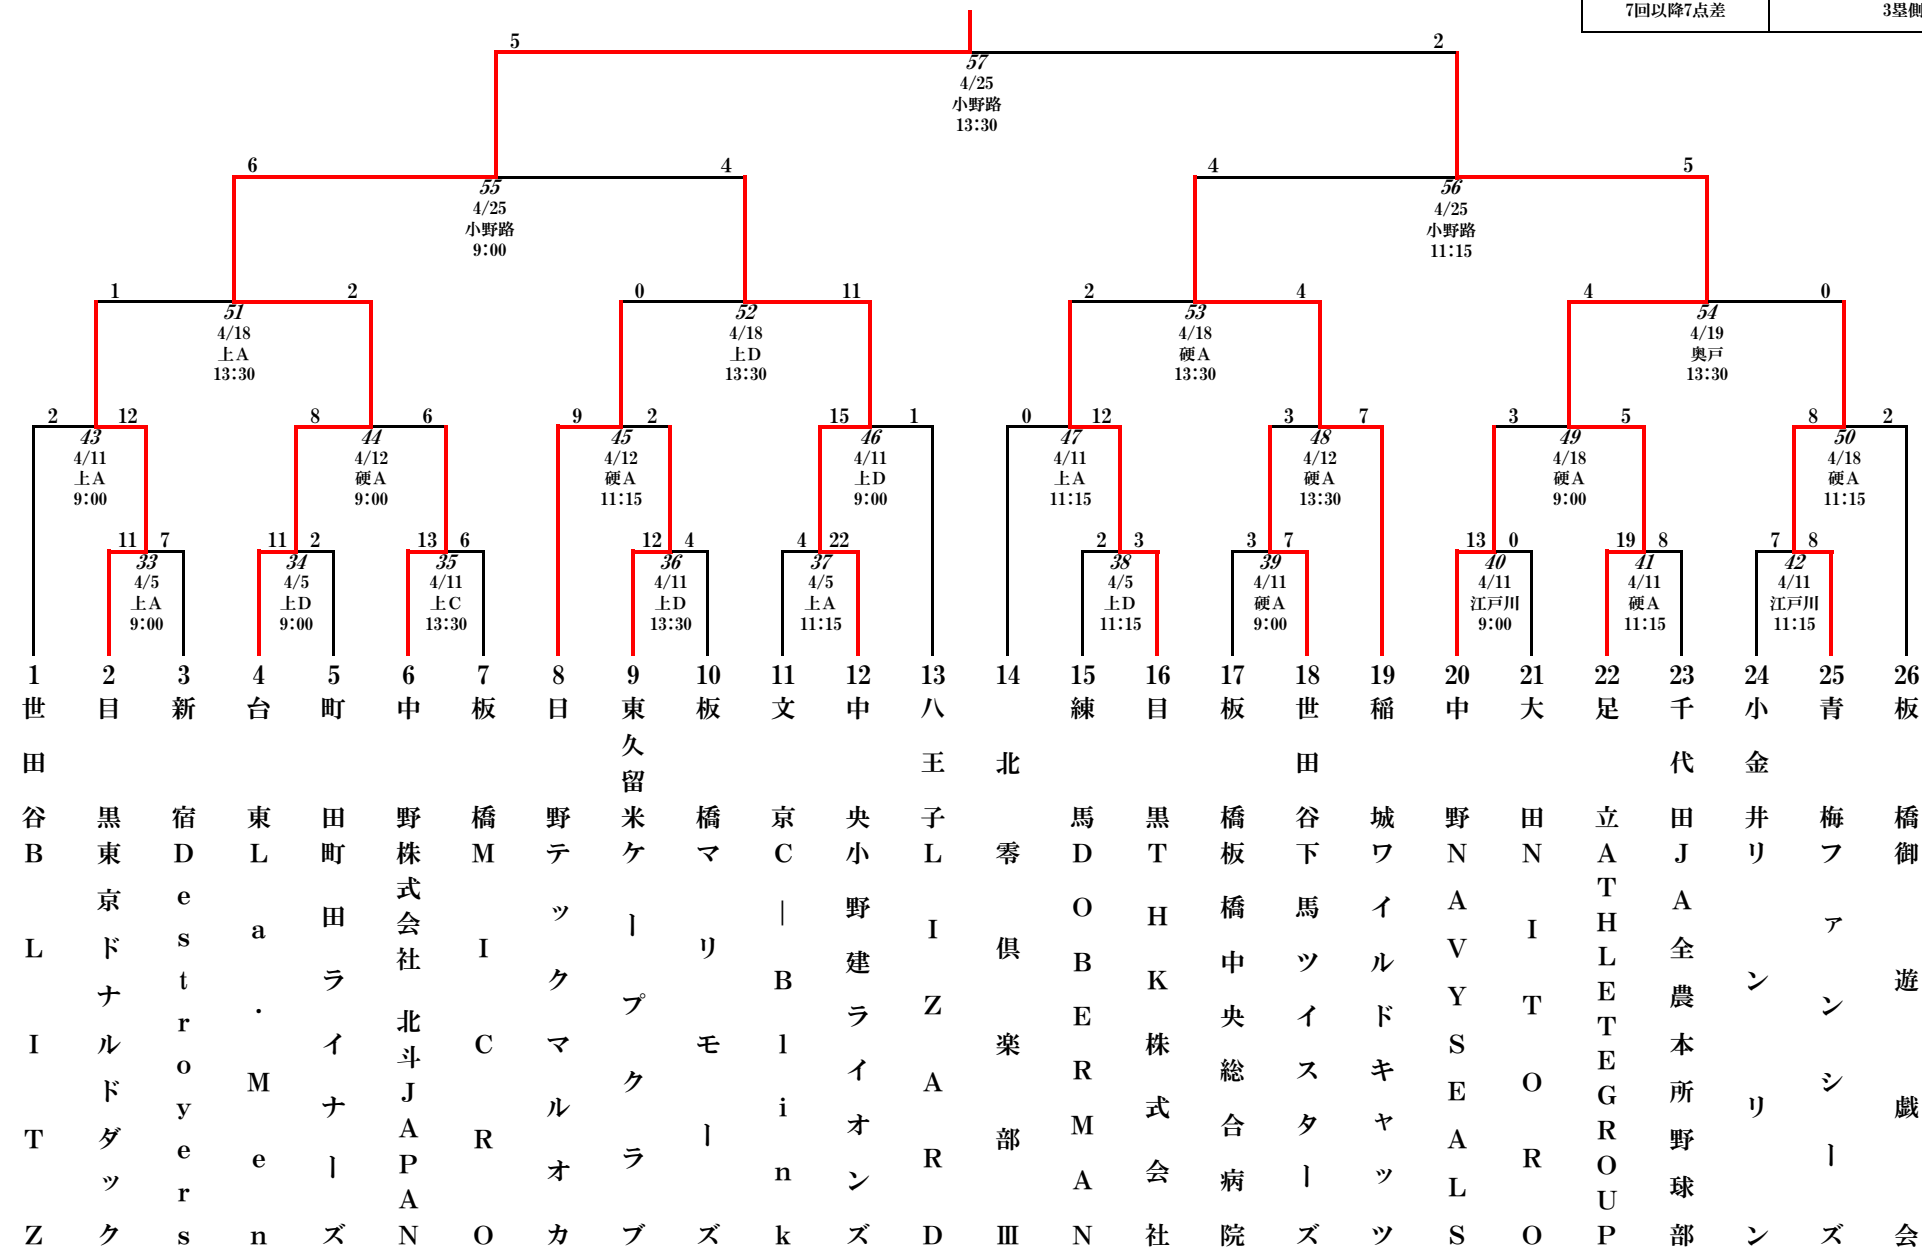 7回以降7点差
3塁側
5 2
57
4/25
小野路
13:30
6 4 4 5
55 56
4/25 4/25
小野路 小野路
9:00 11:15
1 2 0 11 2 4 4 0
51 52 53 54
4/18 4/18 4/18 4/19
上A 上D 硬A 奥戸
13:30 13:30 13:30 13:30
2 12 8 6 9 2 15 1 0 12 3 7 3 5 8 2
43 44 45 46 47 48 49 50
4/11 4/12 4/12 4/11 4/11 4/12 4/18 4/18
上A 硬A 硬A 上D 上A 硬A 硬A 硬A
9:00 9:00 11:15 9:00 11:15 13:30 9:00 11:15
11 7 11 2 13 6 12 4 4 22 2 3 3 7 13 0 19 8 7 8
33 34 35 36 37 38 39 40 41 42
4/5 4/5 4/11 4/11 4/5 4/5 4/11 4/11 4/11 4/11
上A 上D 上C 上D 上A 上D 硬A 江戸川 硬A 江戸川
9:00 9:00 13:30 13:30 11:15 11:15 9:00 9:00 11:15 11:15
1 世田谷 BLITZ
2 目黒 東京ドナルドダック
3 新宿 Destroyers
4 台東 La.Men
5 町田 町田ライナーズ
6 中野 株式会社 北斗JAPAN
7 板橋 MICRO
8 日野 テックマルオカ
9 東久留米 ケープクラブ
10 板橋 マリモーズ
11 文京 C-Blink
12 中央 小野建ライオンズ
13 八王子 LIZARD
14 北 零倶楽部Ⅲ
15 練馬 DOBERMAN
16 目黒 THK株式会社
17 板橋 板橋中央総合病院
18 世田谷 下馬ツイスターズ
19 稲城 ワイルドキャッツ
20 中野 NAVYSEALS
21 大田 NITORO
22 足立 ATHLETEGROUP
23 千代田 JA全農本所野球部
24 小金井 リンリン
25 青梅 ファンシーズ
26 板橋 御遊戯会